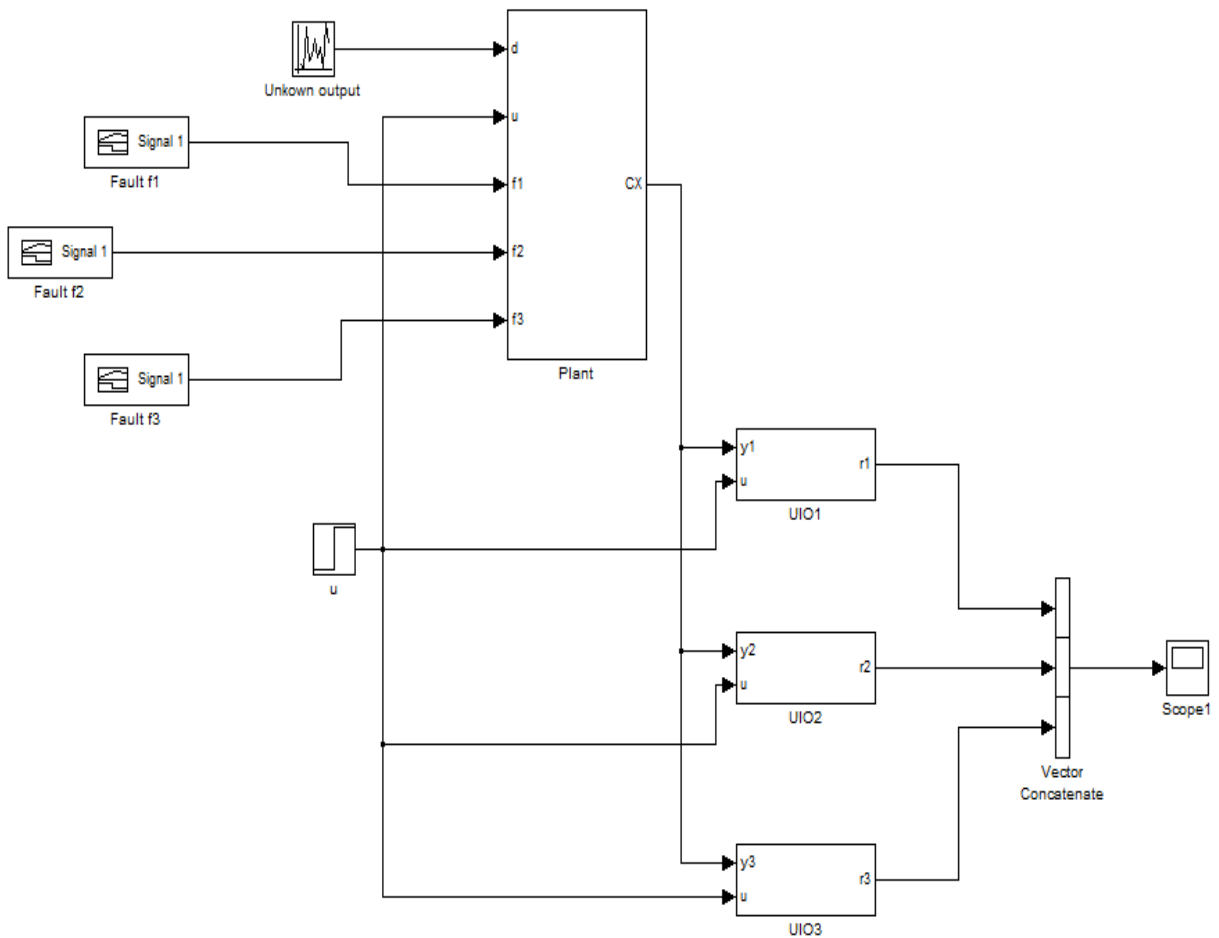 d
Unkown output
u
Signal 1
Fault f1
f1
CX
Signal 1
Fault f2
f2
f3
Plant
Signal 1
Fault f3
y1
r1
u
UIO1
u
y2
r2
u
UIO2
Scope1
Vector
Concatenate
y3
r3
u
UIO3